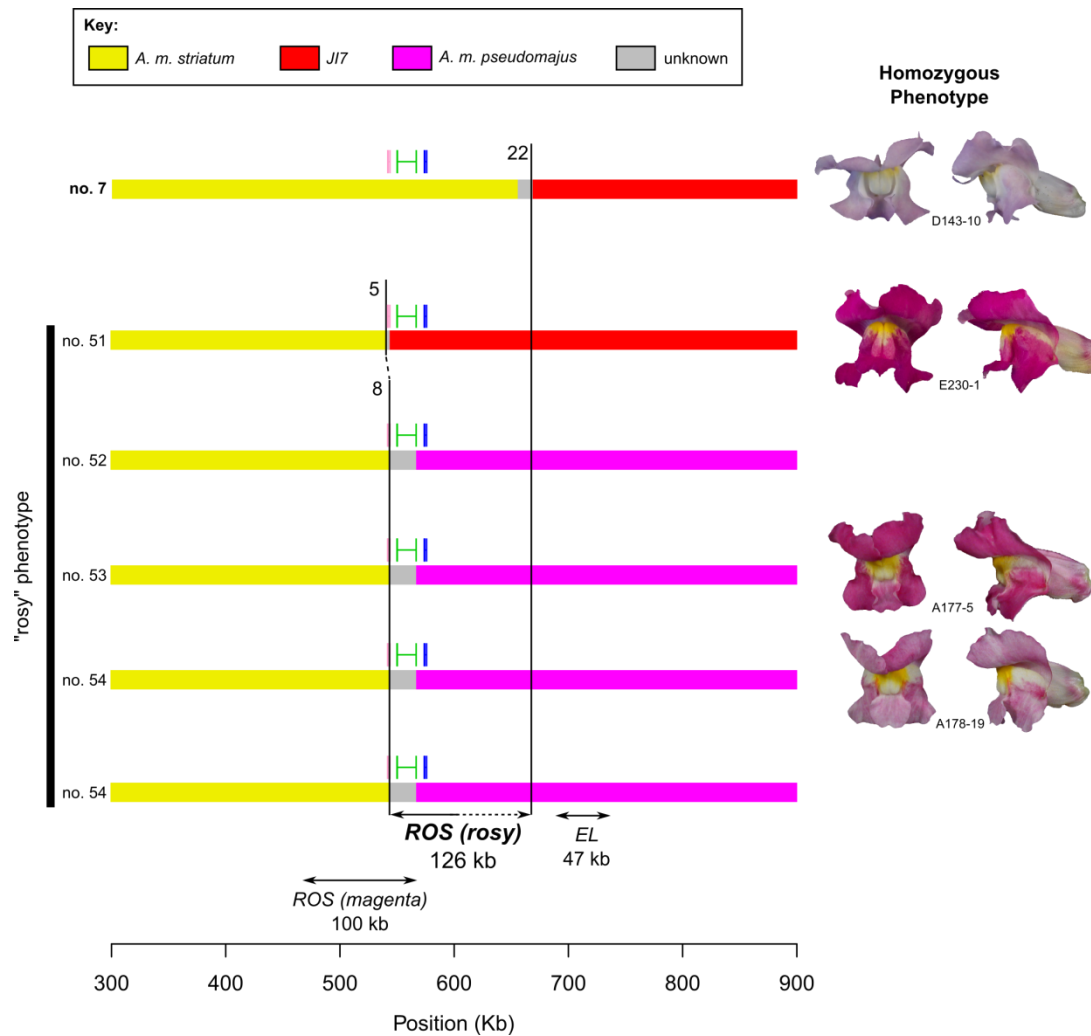 Key:
A. m. striatum
JI7
A. m. pseudomajus
unknown
Homozygous
Phenotype
22
no. 7
D143-10
5
no. 51
E230-1
8
no. 52
"rosy" phenotype
no. 53
A177-5
no. 54
A178-19
no. 54
ROS (rosy)
126 kb
EL
47 kb
ROS (magenta)
100 kb
300 400 500 600 700 800 900
Position (Kb)